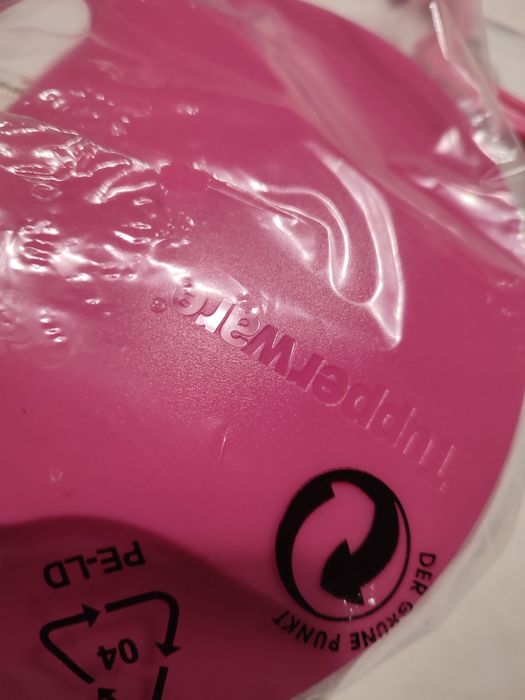 Tupperware®
DER GRÜNE PUNKT
04
PE-LD